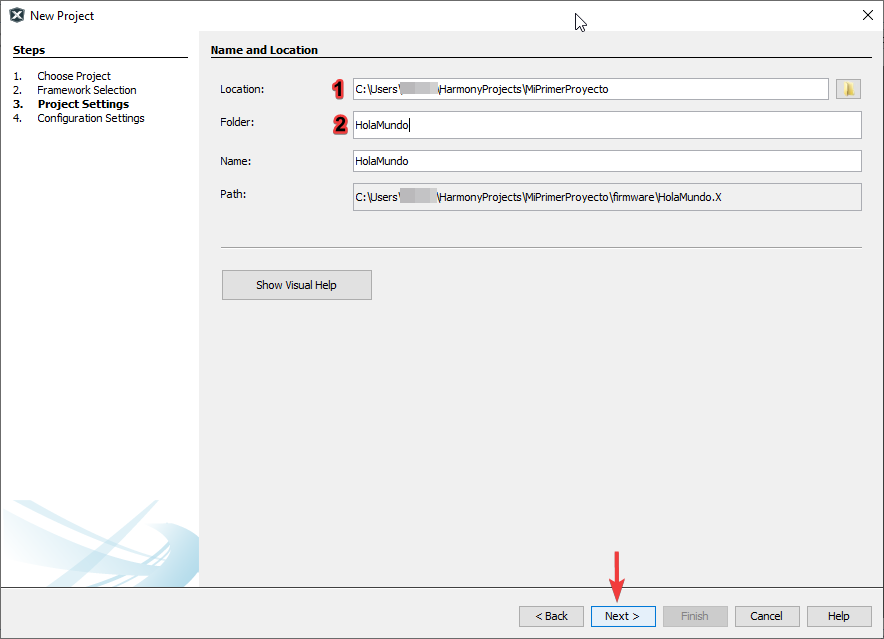 New Project
Steps
1. Choose Project
2. Framework Selection
3. Project Settings
4. Configuration Settings
Name and Location
Location: 1 C:\Users\ \HarmonyProjects\MiPrimerProyecto
Folder: 2 HolaMundo
Name: HolaMundo
Path: C:\Users\ \HarmonyProjects\MiPrimerProyecto\firmware\HolaMundo.X
Show Visual Help
< Back Next > Finish Cancel Help